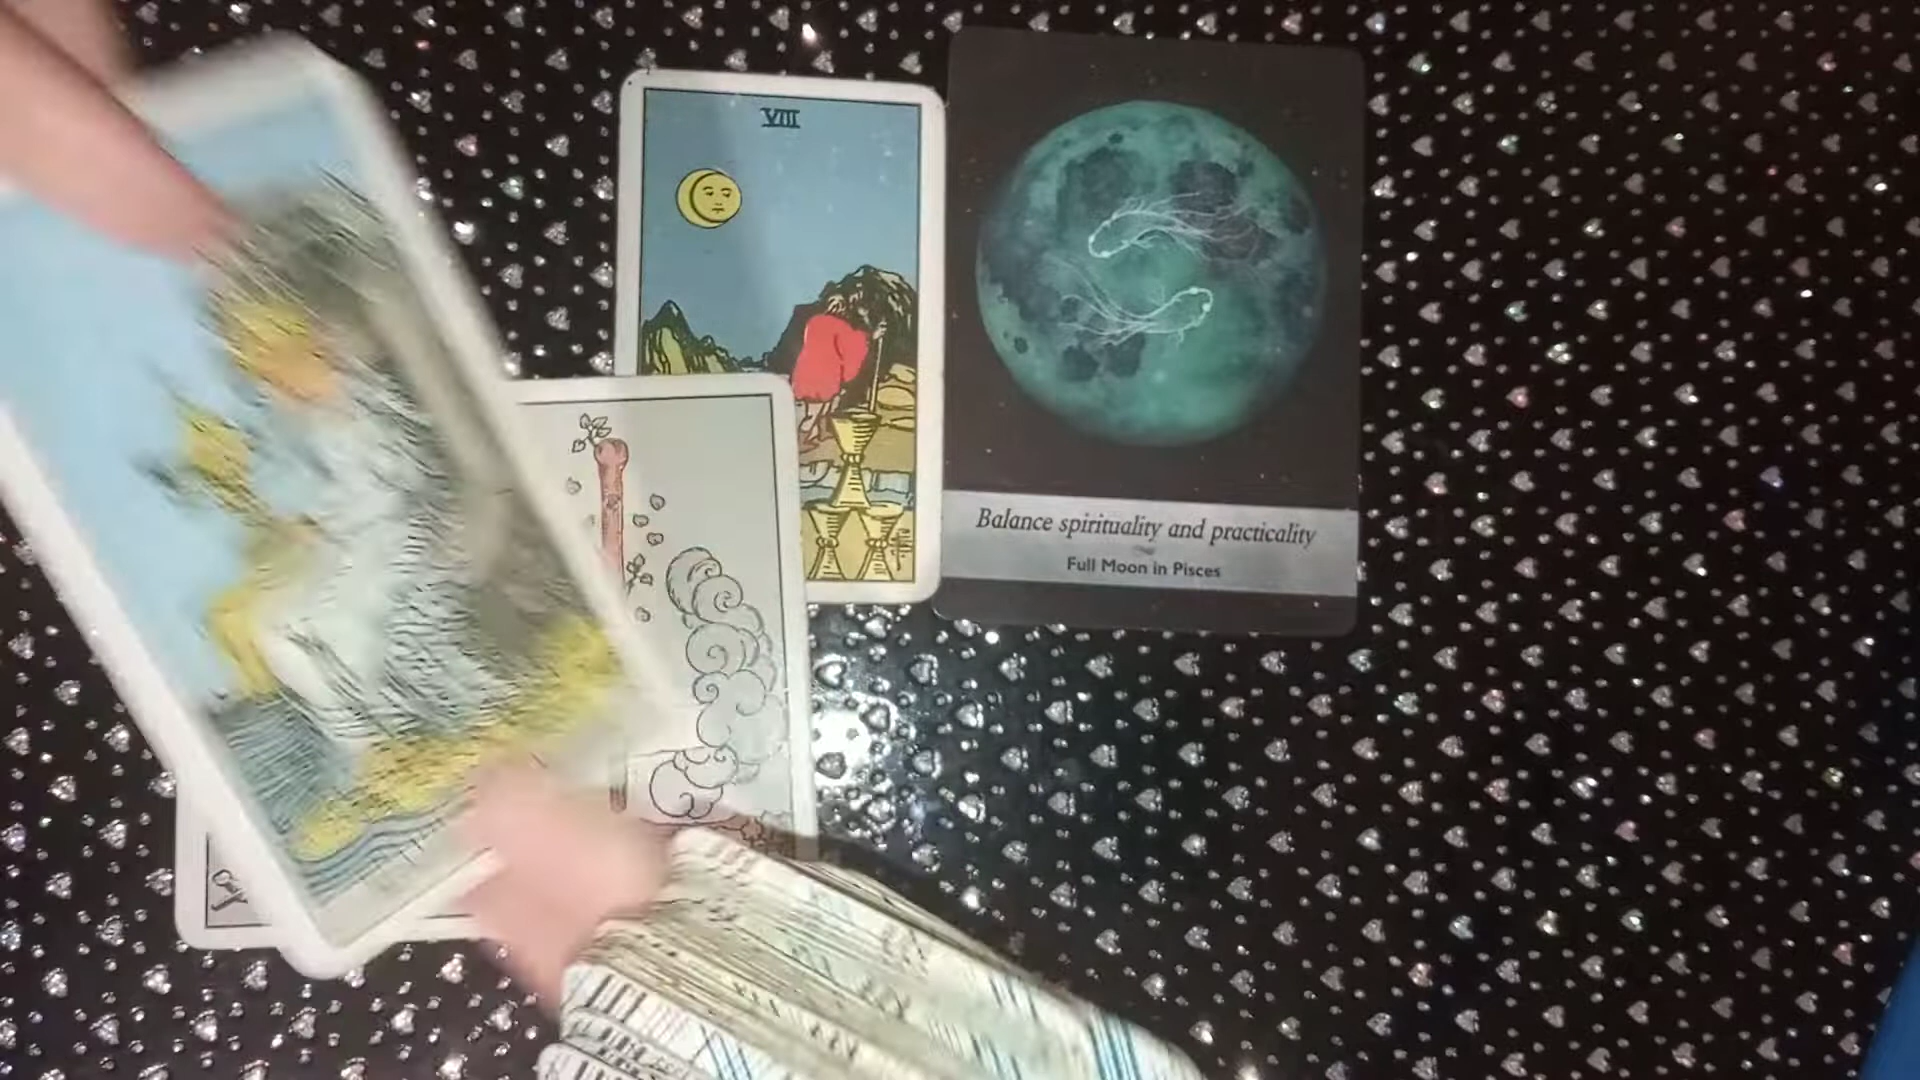 VIII
Balance spirituality and practicality
Full Moon in Pisces